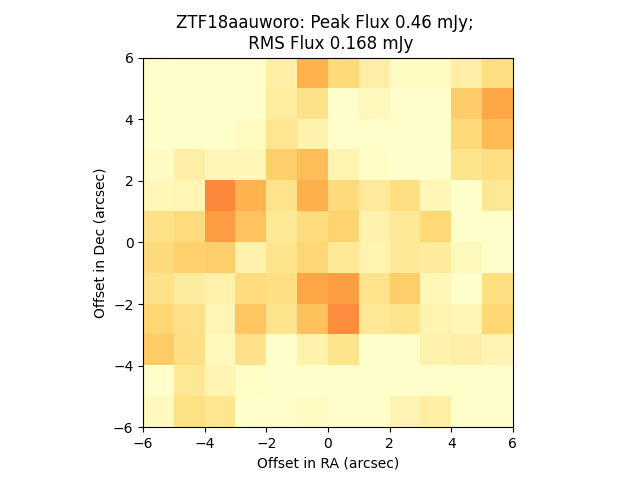 ZTF18aauworo: Peak Flux 0.46 mJy;
RMS Flux 0.168 mJy
6
4
2
0
−2
−4
−6
Offset in Dec (arcsec)
−6 −4 −2 0 2 4 6
Offset in RA (arcsec)